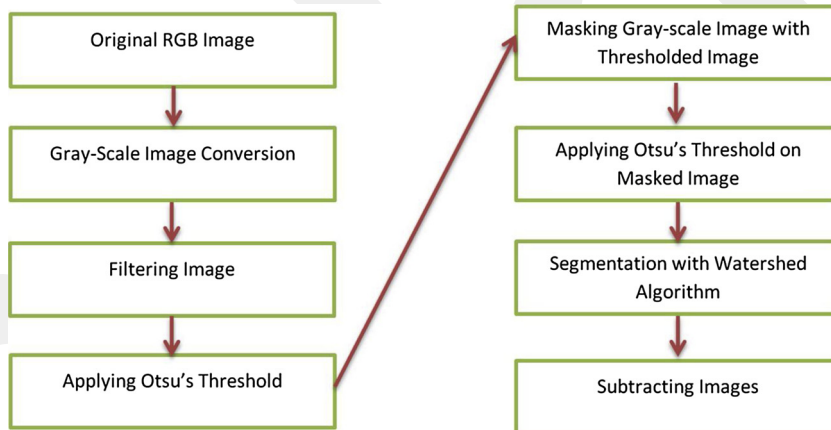 Original RGB Image
Gray-Scale Image Conversion
Filtering Image
Applying Otsu's Threshold
Masking Gray-scale Image with
Thresholded Image
Applying Otsu's Threshold on
Masked Image
Segmentation with Watershed
Algorithm
Subtracting Images